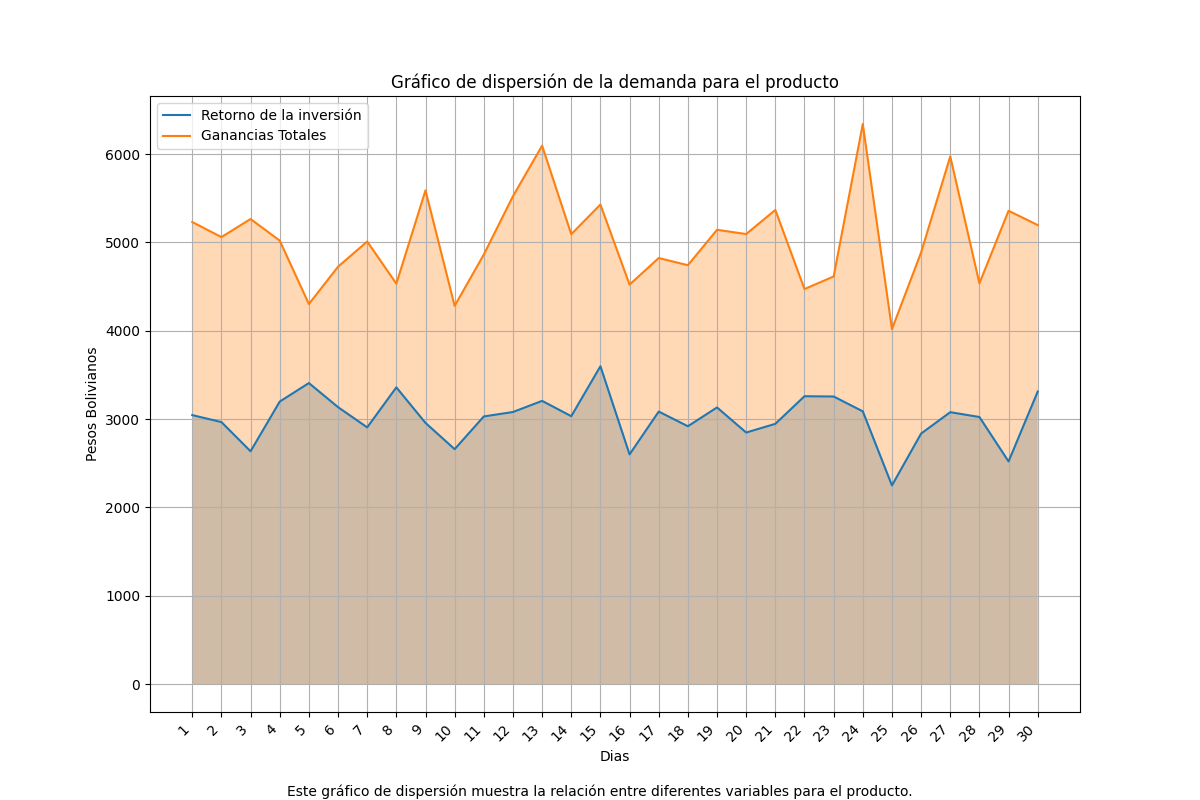 Gráfico de dispersión de la demanda para el producto
Retorno de la inversión
Ganancias Totales
6000
5000
4000
3000
2000
1000
0
Pesos Bolivianos
1 2 3 4 5 6 7 8 9 10 11 12 13 14 15 16 17 18 19 20 21 22 23 24 25 26 27 28 29 30
Dias
Este gráfico de dispersión muestra la relación entre diferentes variables para el producto.